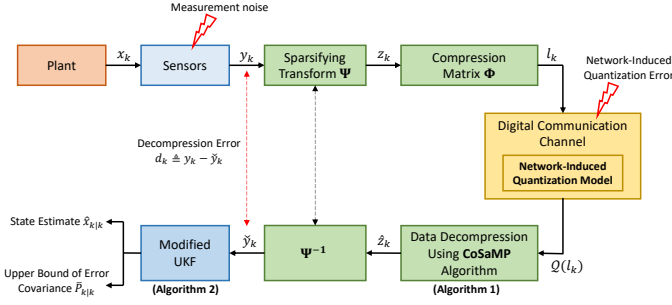 Measurement noise
Plant
x_k
Sensors
y_k
Sparsifying
Transform Ψ
z_k
Compression
Matrix Φ
l_k
Network-Induced
Quantization Error
Digital Communication
Channel
Network-Induced
Quantization Model
Decompression Error
d_k ≜ y_k − y̆_k
State Estimate x̂_{k|k}
Upper Bound of Error
Covariance P̄_{k|k}
Modified
UKF
(Algorithm 2)
y̆_k
Ψ⁻¹
ẑ_k
Data Decompression
Using CoSaMP
Algorithm
(Algorithm 1)
Q(l_k)